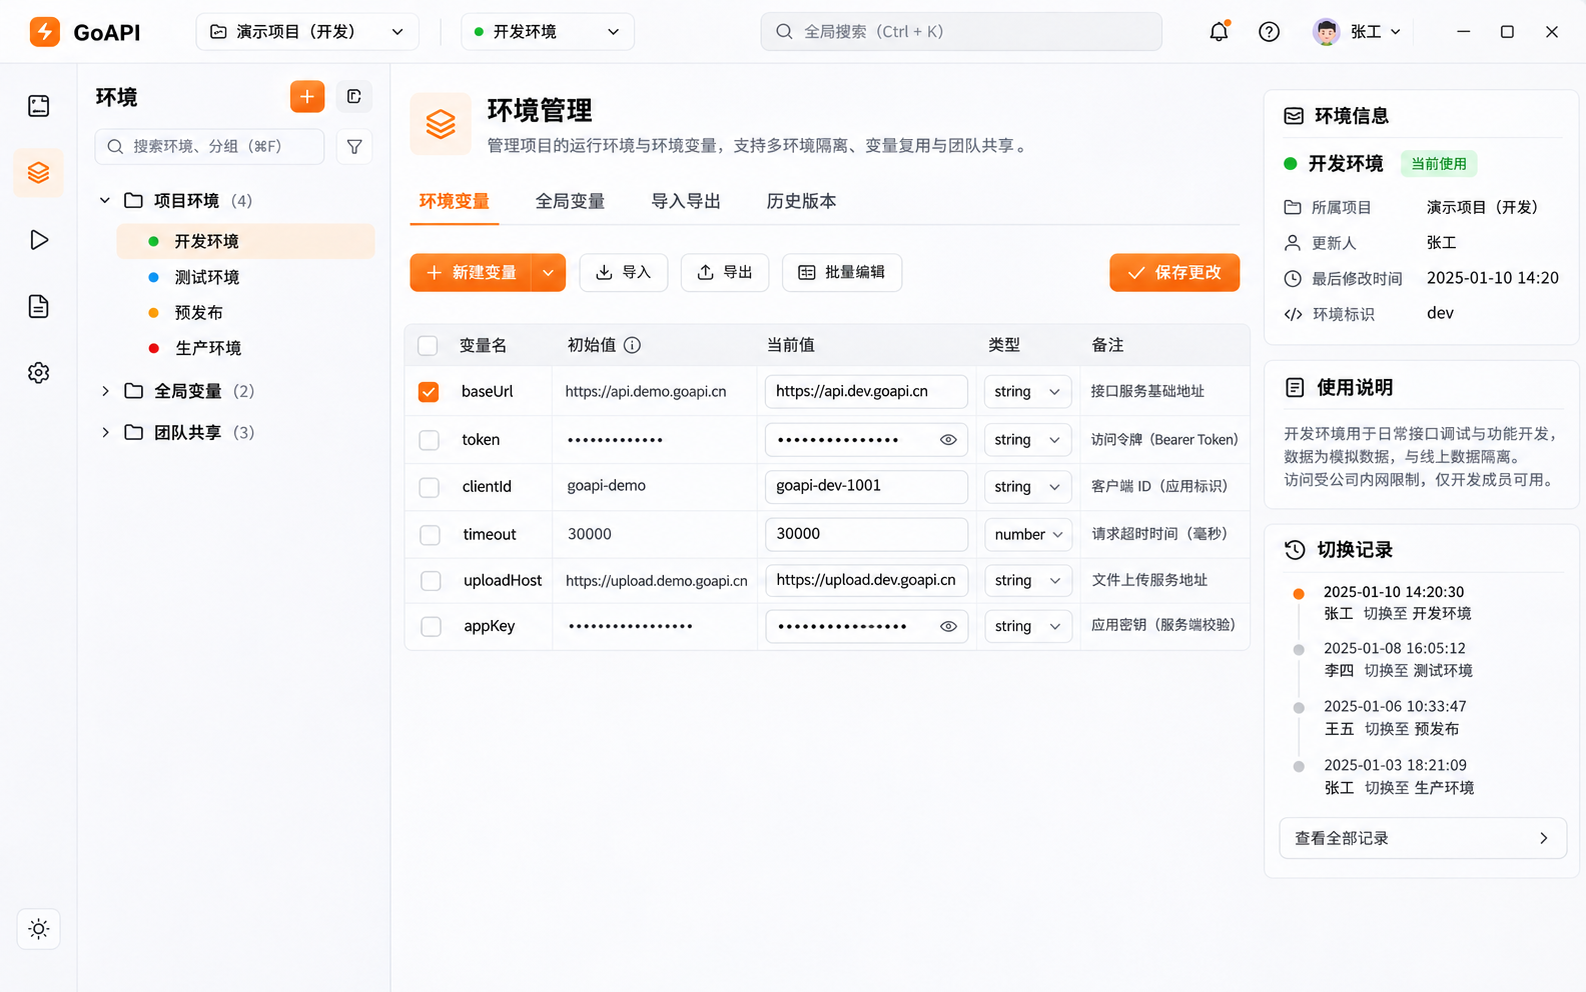 GoAPI
演示项目（开发）
开发环境
全局搜索（Ctrl + K）
张工
环境
搜索环境、分组（⌘F）
项目环境 (4)
开发环境
测试环境
预发布
生产环境
全局变量 (2)
团队共享 (3)
环境管理
管理项目的运行环境与环境变量，支持多环境隔离、变量复用与团队共享。
环境变量 全局变量 导入导出 历史版本
新建变量 导入 导出 批量编辑 保存更改
变量名 初始值 当前值 类型 备注
baseUrl https://api.demo.goapi.cn https://api.dev.goapi.cn string 接口服务基础地址
token ••••••••••••• ••••••••••••••• string 访问令牌（Bearer Token）
clientId goapi-demo goapi-dev-1001 string 客户端 ID（应用标识）
timeout 30000 30000 number 请求超时时间（毫秒）
uploadHost https://upload.demo.goapi.cn https://upload.dev.goapi.cn string 文件上传服务地址
appKey ••••••••••••••••• •••••••••••••••• string 应用密钥（服务端校验）
环境信息
开发环境 当前使用
所属项目 演示项目（开发）
更新人 张工
最后修改时间 2025-01-10 14:20
环境标识 dev
使用说明
开发环境用于日常接口调试与功能开发，
数据为模拟数据，与线上数据隔离。
访问受公司内网限制，仅开发成员可用。
切换记录
2025-01-10 14:20:30
张工 切换至 开发环境
2025-01-08 16:05:12
李四 切换至 测试环境
2025-01-06 10:33:47
王五 切换至 预发布
2025-01-03 18:21:09
张工 切换至 生产环境
查看全部记录